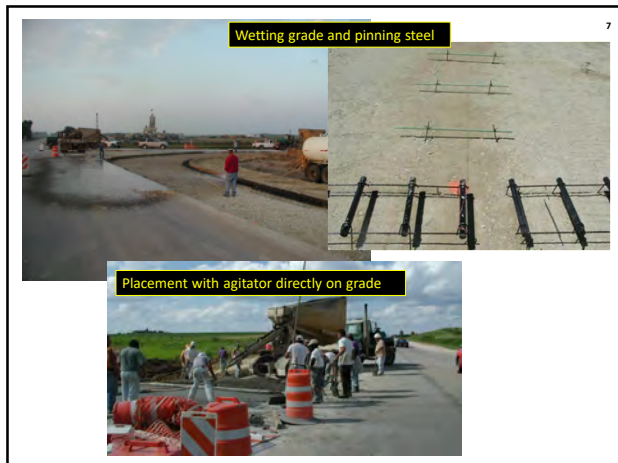 Wetting grade and pinning steel
7
Placement with agitator directly on grade